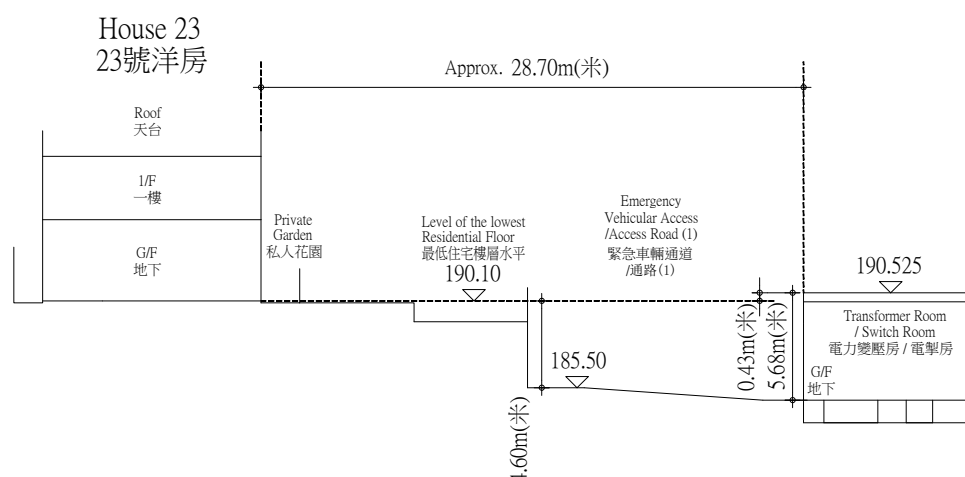 House 23
23號洋房
Approx. 28.70m(米)
Roof
天台
1/F
一樓
G/F
地下
Private
Garden
私人花園
Level of the lowest
Residential Floor
最低住宅樓層水平
190.10
Emergency
Vehicular Access
/Access Road (1)
緊急車輛通道
/通路(1)
190.525
Transformer Room
/ Switch Room
電力變壓房 / 電掣房
G/F
地下
0.43m(米)
5.68m(米)
185.50
4.60m(米)